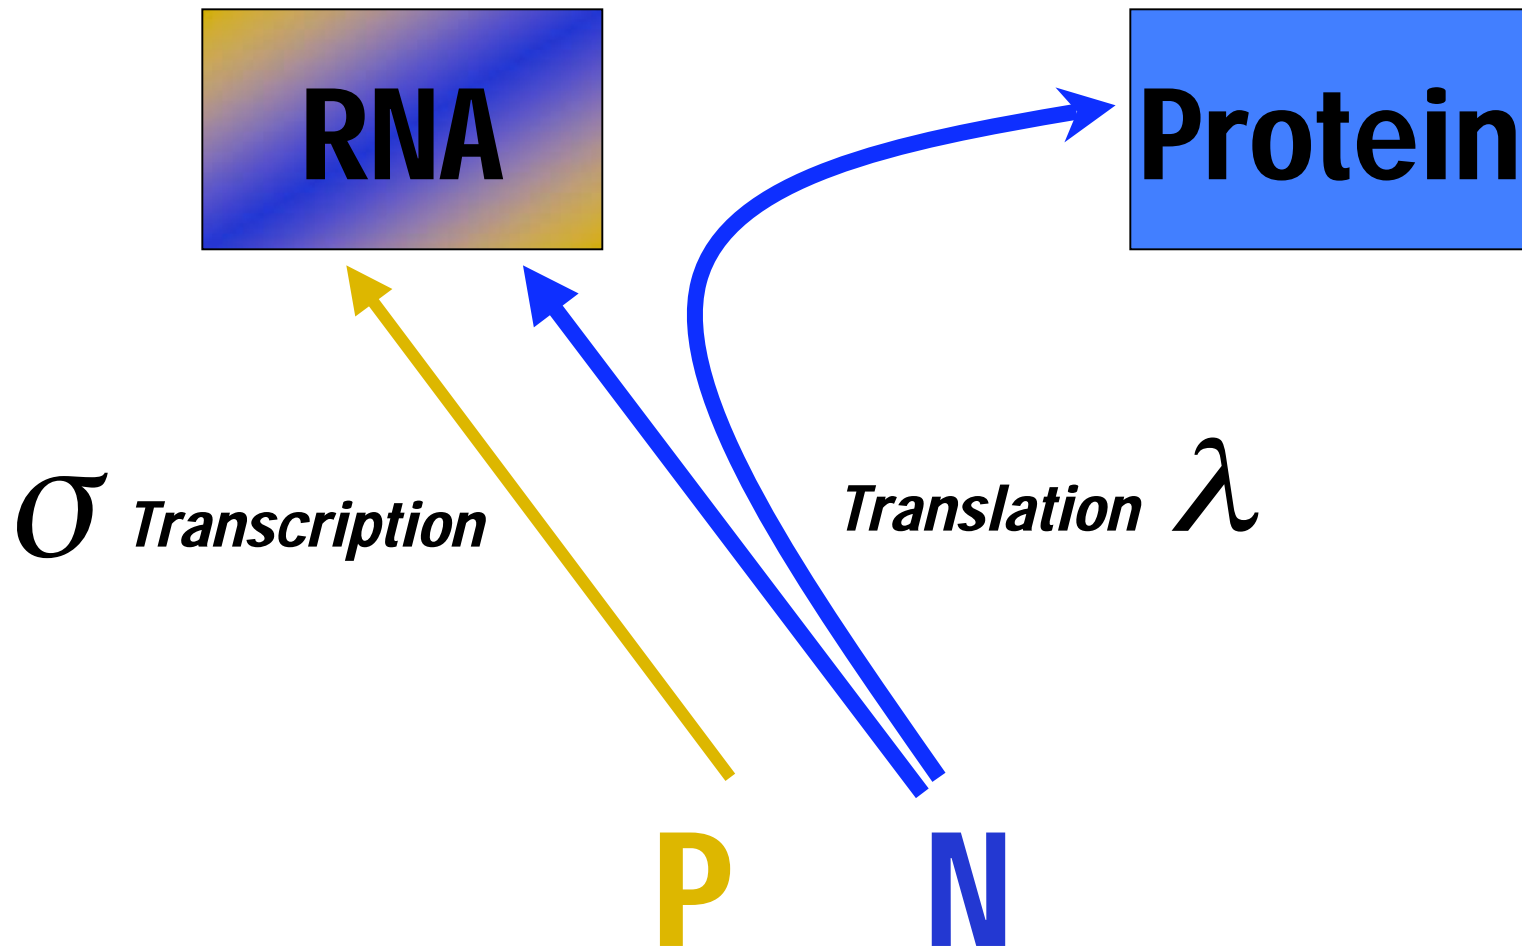 RNA
Protein
σ Transcription
Translation λ
P N